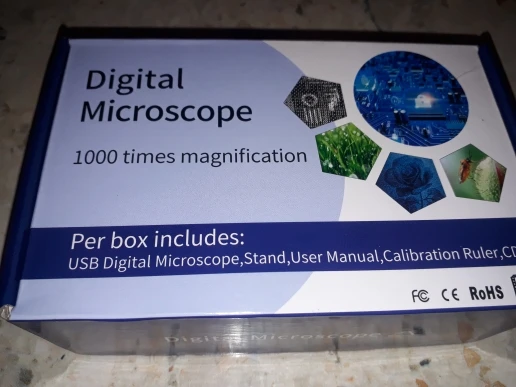 Digital
Microscope
1000 times magnification
Per box includes:
USB Digital Microscope,Stand,User Manual,Calibration Ruler,CD
FC CE RoHS
Digital Microscope